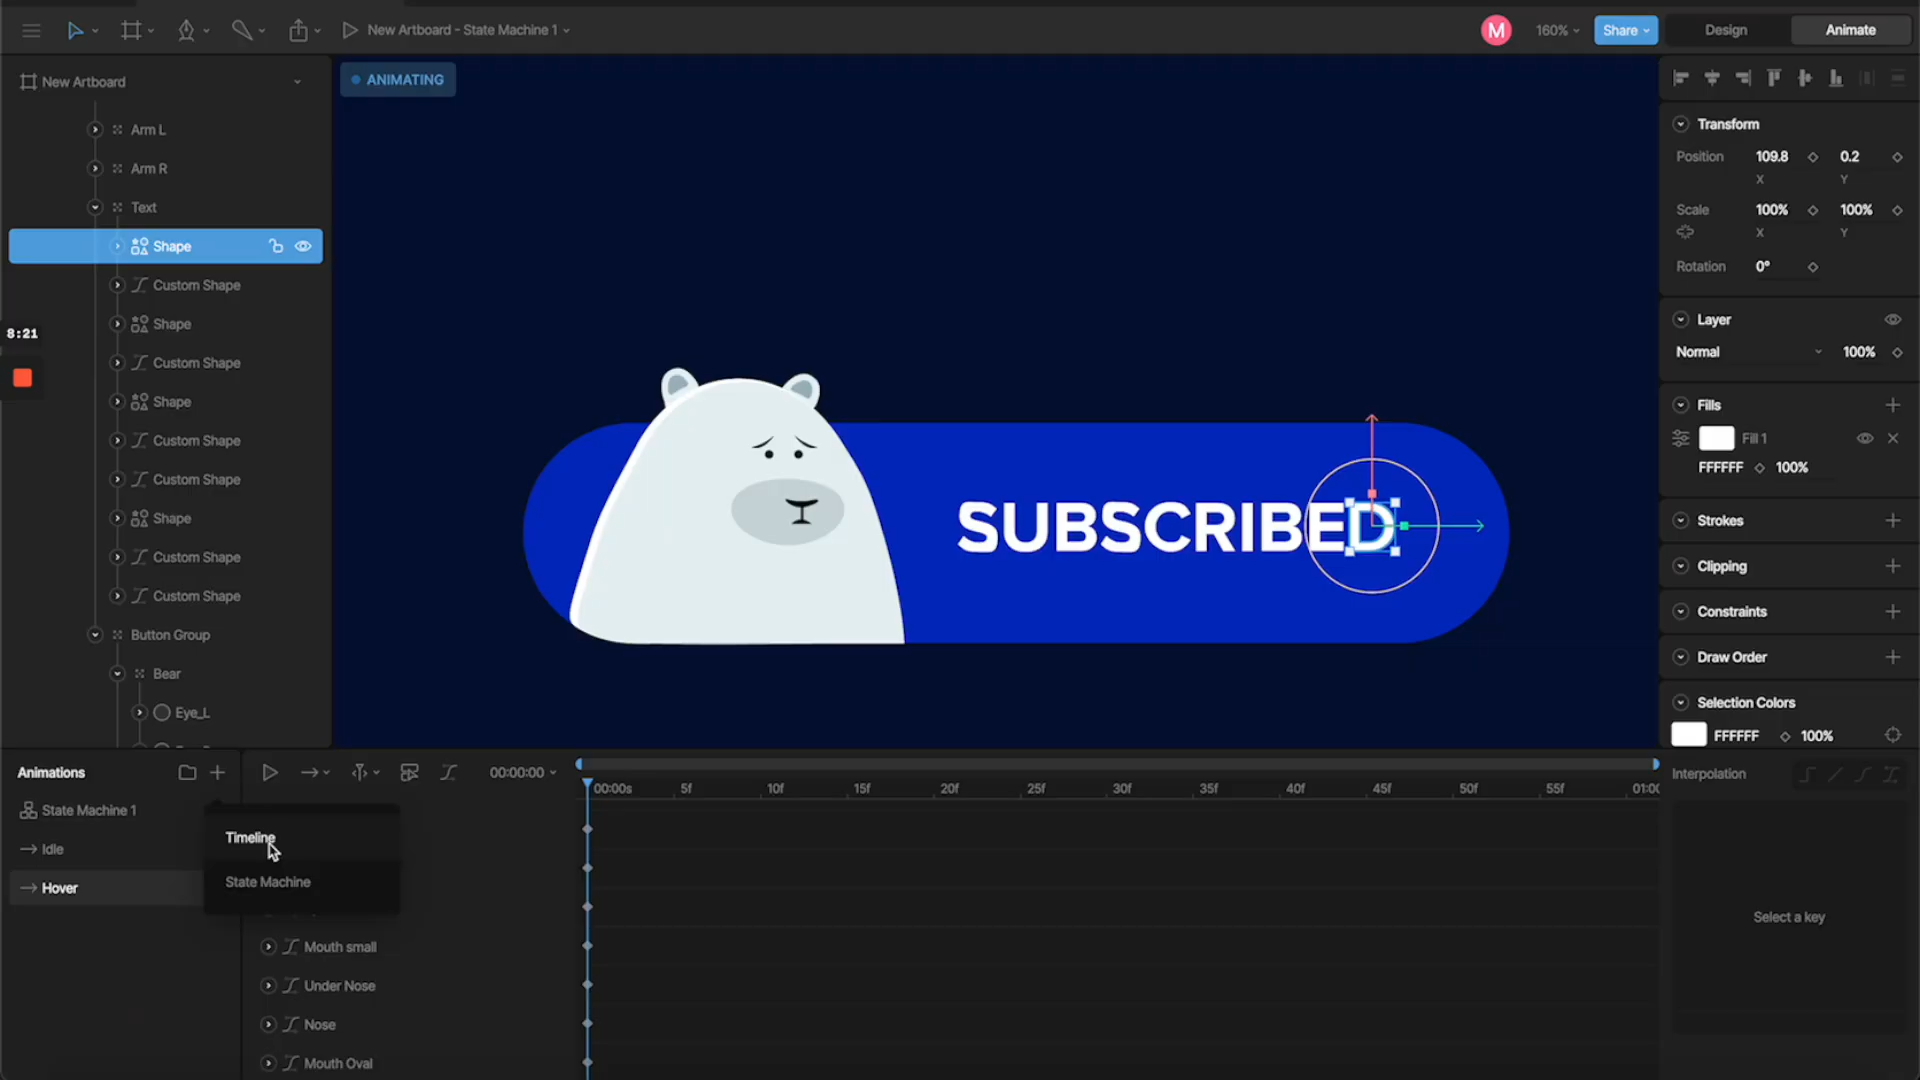 New Artboard - State Machine 1
M
160%
Share
Design
Animate
New Artboard
ANIMATING
Arm L
Arm R
Text
Shape
Custom Shape
Shape
Custom Shape
Shape
Custom Shape
Custom Shape
Shape
Custom Shape
Custom Shape
Button Group
Bear
Eye_L
8:21
SUBSCRIBED
Transform
Position 109.8 0.2
X Y
Scale 100% 100%
X Y
Rotation 0°
Layer
Normal 100%
Fills
Fill 1
FFFFFF 100%
Strokes
Clipping
Constraints
Draw Order
Selection Colors
FFFFFF 100%
Animations
State Machine 1
Idle
Hover
Timeline
State Machine
00:00:00
00:00s 5f 10f 15f 20f 25f 30f 35f 40f 45f 50f 55f
Mouth small
Under Nose
Nose
Mouth Oval
Interpolation
Select a key